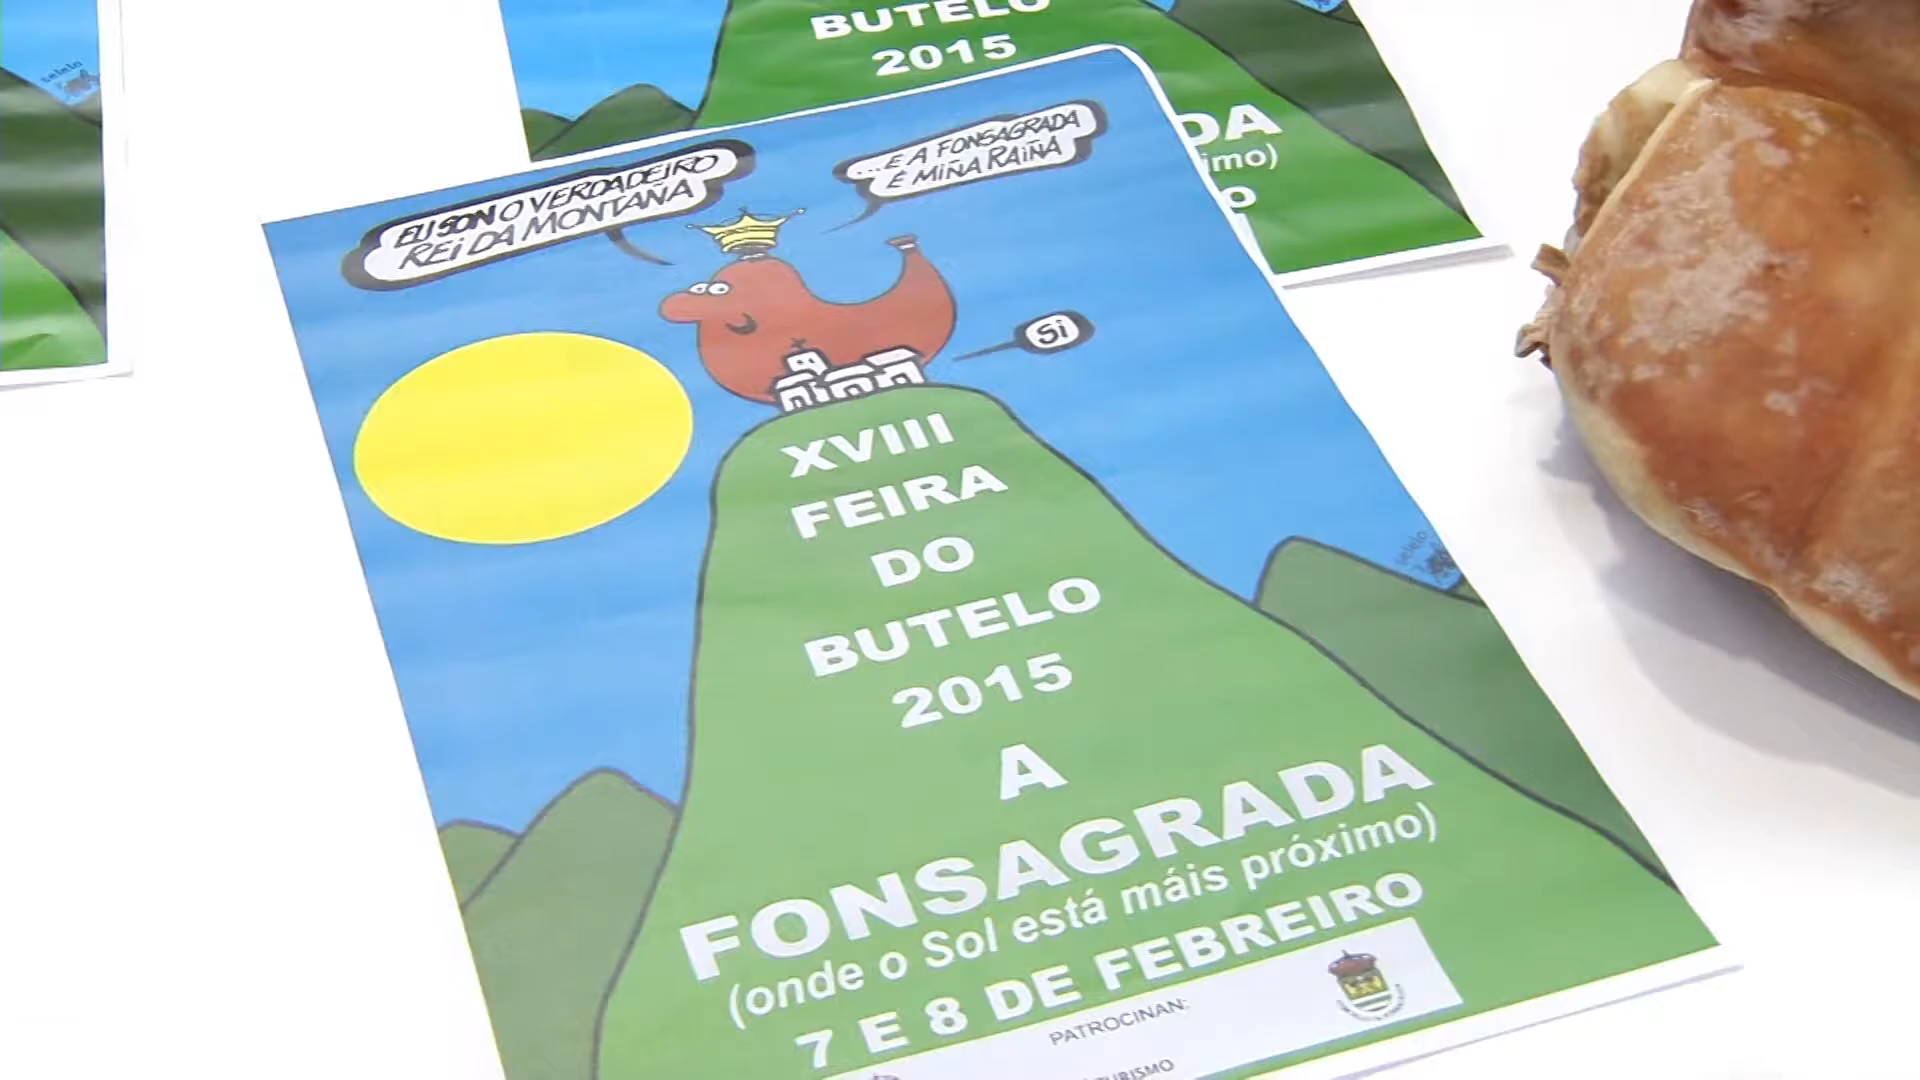 BUTELO
2015
DA
imo)
O
EU SON O VERDADEIRO
REI DA MONTAÑA
...E A FONSAGRADA
É MIÑA RAIÑA
SI
XVIII
FEIRA
DO
BUTELO
2015
A
FONSAGRADA
(onde o Sol está máis próximo)
7 E 8 DE FEBREIRO
PATROCINAN:
TURISMO